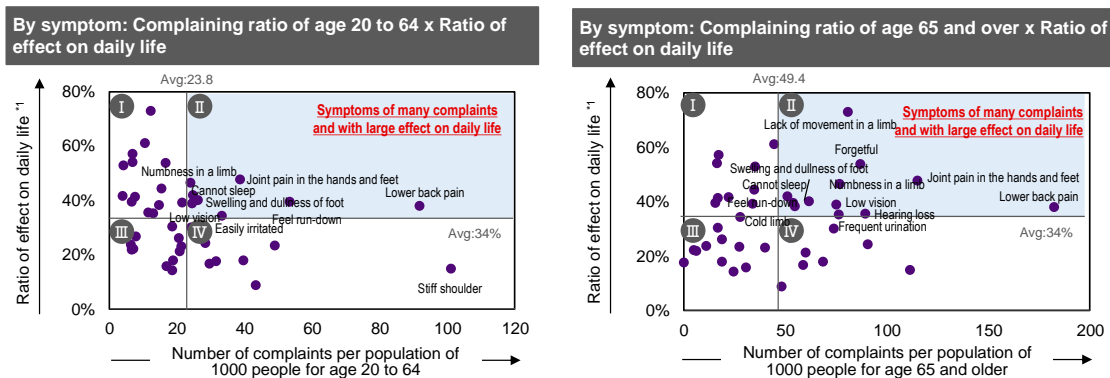 By symptom: Complaining ratio of age 20 to 64 x Ratio of
effect on daily life
Avg:23.8
Ratio of effect on daily life *1
80%
60%
40%
20%
0%
I
II
III
IV
Symptoms of many complaints
and with large effect on daily life
Numbness in a limb
Cannot sleep
Joint pain in the hands and feet
Swelling and dullness of foot
Lower back pain
Low vision
Feel run-down
Easily irritated
Avg:34%
Stiff shoulder
0
20
40
60
80
100
120
Number of complaints per population of
1000 people for age 20 to 64
By symptom: Complaining ratio of age 65 and over x Ratio of
effect on daily life
Avg:49.4
Ratio of effect on daily life *1
80%
60%
40%
20%
0%
I
II
III
IV
Symptoms of many complaints
and with large effect on daily life
Lack of movement in a limb
Forgetful
Swelling and dullness of foot
Cannot sleep
Numbness in a limb
Joint pain in the hands and feet
Feel run-down
Low vision
Lower back pain
Cold limb
Hearing loss
Frequent urination
Avg:34%
0
50
100
150
200
Number of complaints per population of
1000 people for age 65 and older